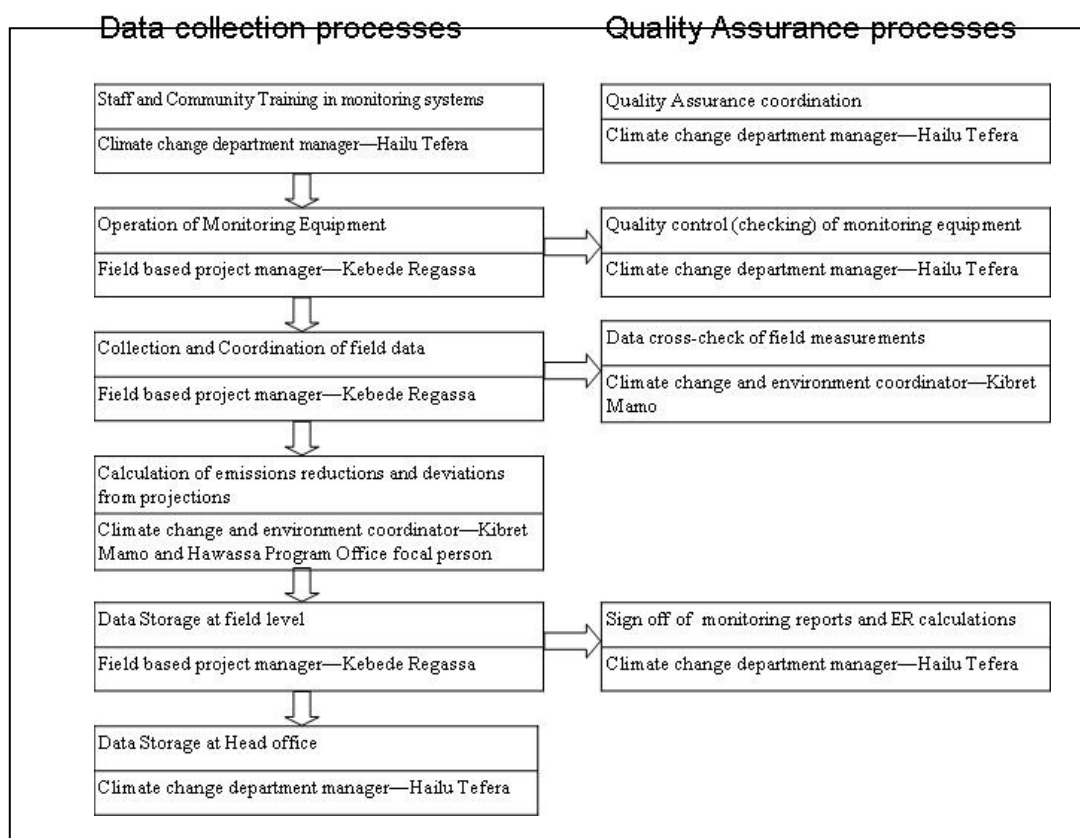 Data collection processes
Quality Assurance processes
Staff and Community Training in monitoring systems
Climate change department manager—Hailu Tefera
Quality Assurance coordination
Climate change department manager—Hailu Tefera
Operation of Monitoring Equipment
Field based project manager—Kebede Regassa
Quality control (checking) of monitoring equipment
Climate change department manager—Hailu Tefera
Collection and Coordination of field data
Field based project manager—Kebede Regassa
Data cross-check of field measurements
Climate change and environment coordinator—Kibret
Mamo
Calculation of emissions reductions and deviations
from projections
Climate change and environment coordinator—Kibret
Mamo and Hawassa Program Office focal person
Data Storage at field level
Field based project manager—Kebede Regassa
Sign off of monitoring reports and ER calculations
Climate change department manager—Hailu Tefera
Data Storage at Head office
Climate change department manager—Hailu Tefera